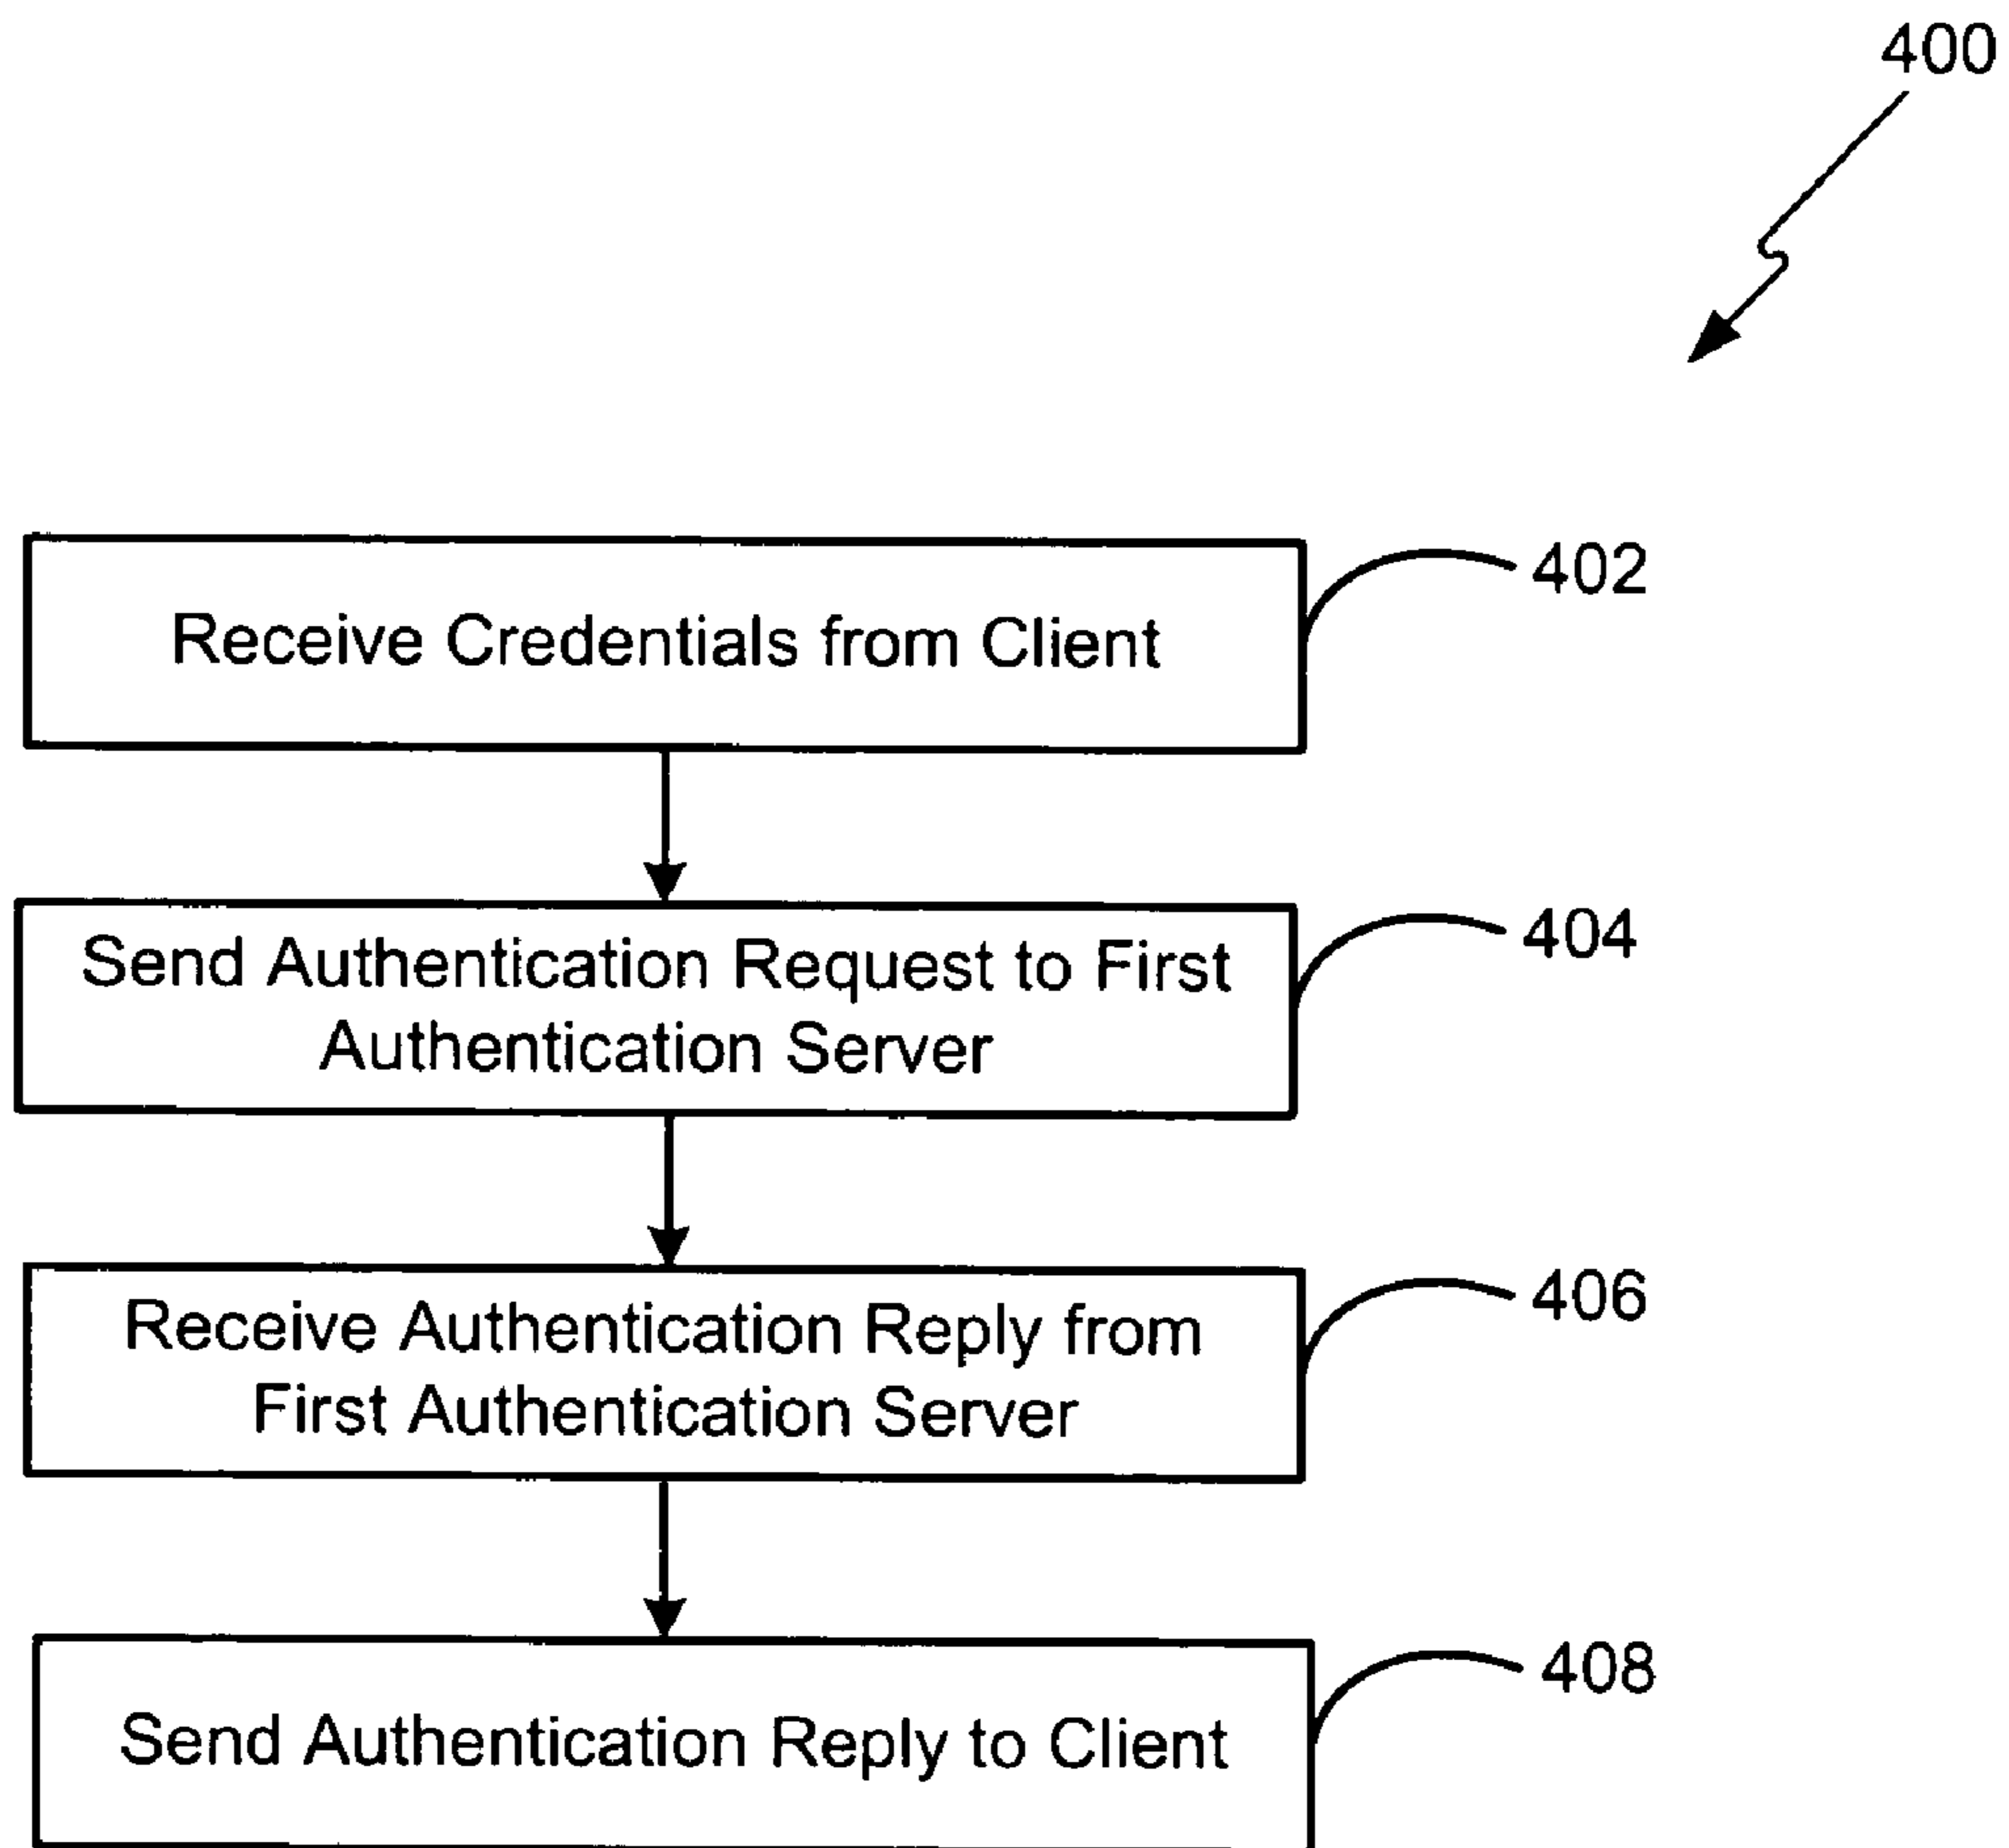 400
Receive Credentials from Client
402
Send Authentication Request to First
Authentication Server
404
Receive Authentication Reply from
First Authentication Server
406
Send Authentication Reply to Client
408